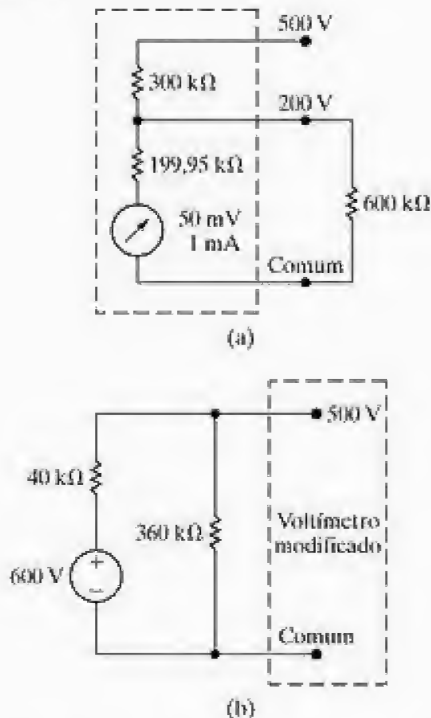 500 V
300 kΩ
200 V
199,95 kΩ
600 kΩ
50 mV
1 mA
Comum
(a)
500 V
40 kΩ
360 kΩ
Voltímetro
modificado
600 V
+
−
Comum
(b)